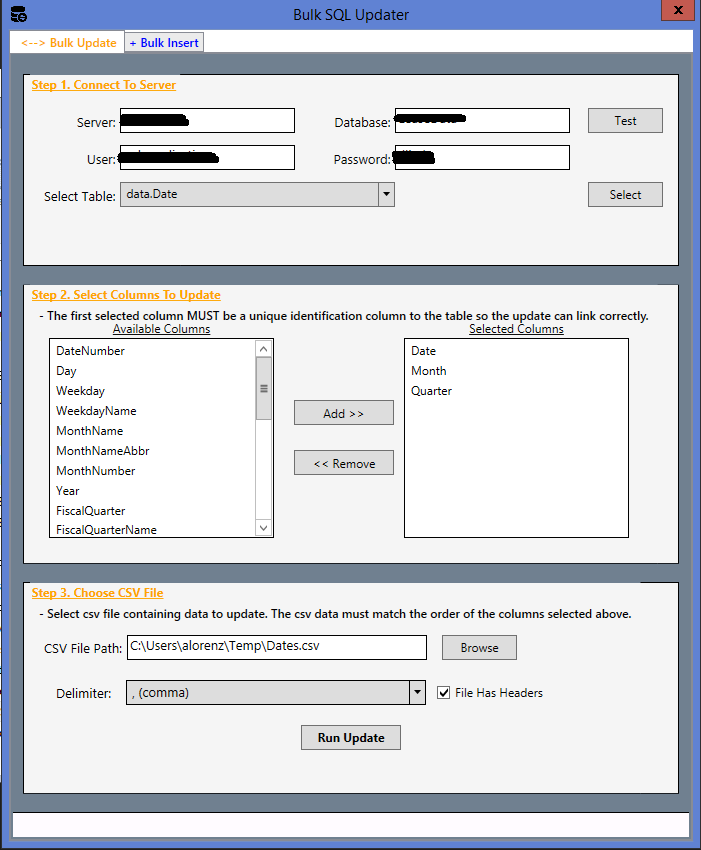 Bulk SQL Updater
x
<--> Bulk Update + Bulk Insert
Step 1. Connect To Server
Server: Database: Test
User: Password:
Select Table: data.Date Select
Step 2. Select Columns To Update
- The first selected column MUST be a unique identification column to the table so the update can link correctly.
Available Columns Selected Columns
DateNumber Date
Day Month
Weekday Quarter
WeekdayName
MonthName Add >>
MonthNameAbbr
MonthNumber << Remove
Year
FiscalQuarter
FiscalQuarterName
Step 3. Choose CSV File
- Select csv file containing data to update. The csv data must match the order of the columns selected above.
CSV File Path: C:\Users\alorenz\Temp\Dates.csv Browse
Delimiter: , (comma) File Has Headers
Run Update